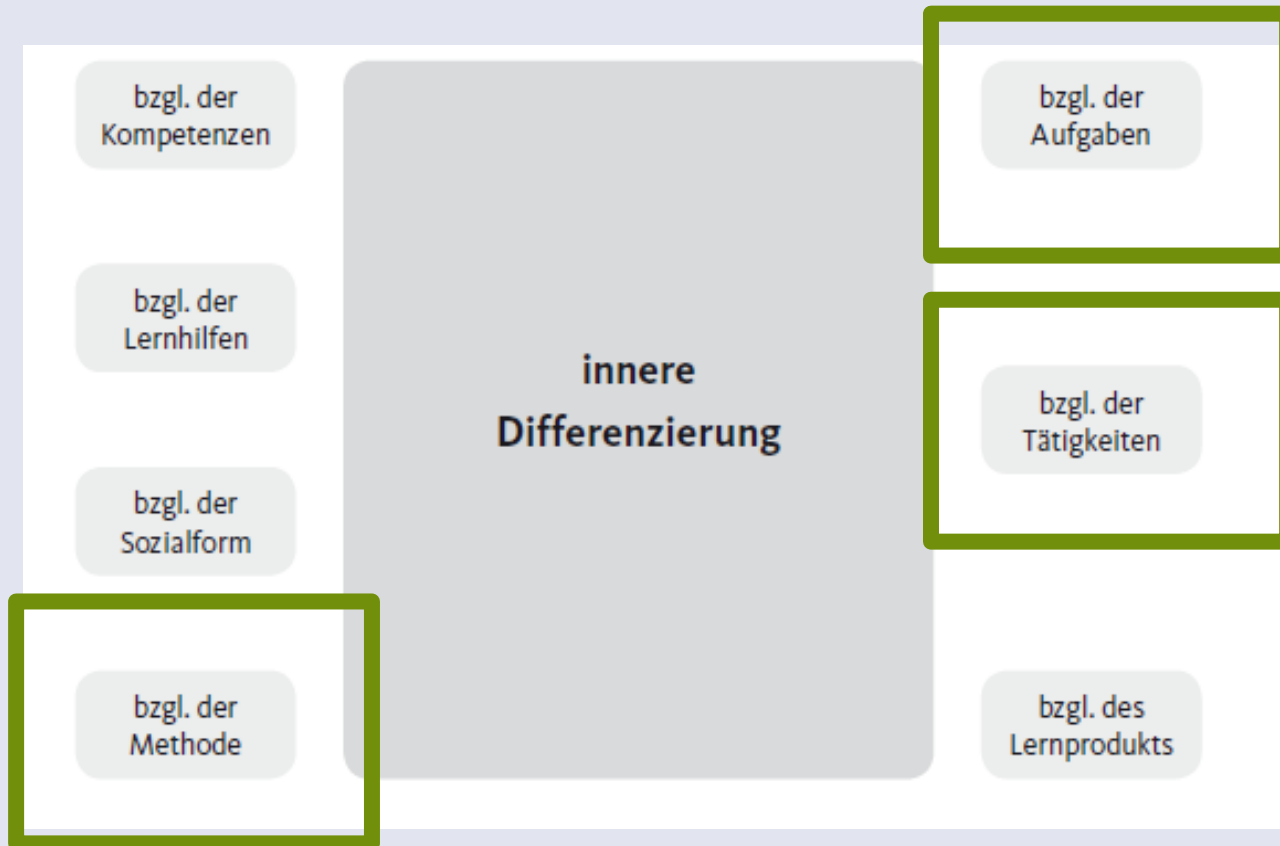 bzgl. der
Kompetenzen
bzgl. der
Lernhilfen
bzgl. der
Sozialform
bzgl. der
Methode
innere
Differenzierung
bzgl. der
Aufgaben
bzgl. der
Tätigkeiten
bzgl. des
Lernprodukts